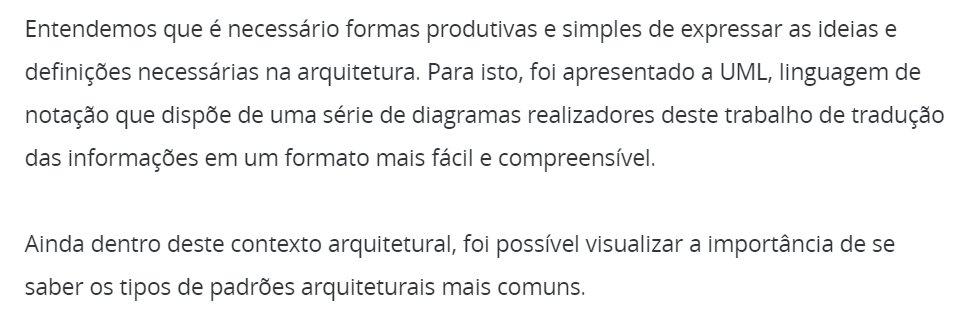 Entendemos que é necessário formas produtivas e simples de expressar as ideias e
definições necessárias na arquitetura. Para isto, foi apresentado a UML, linguagem de
notação que dispõe de uma série de diagramas realizadores deste trabalho de tradução
das informações em um formato mais fácil e compreensível.
Ainda dentro deste contexto arquitetural, foi possível visualizar a importância de se
saber os tipos de padrões arquiteturais mais comuns.